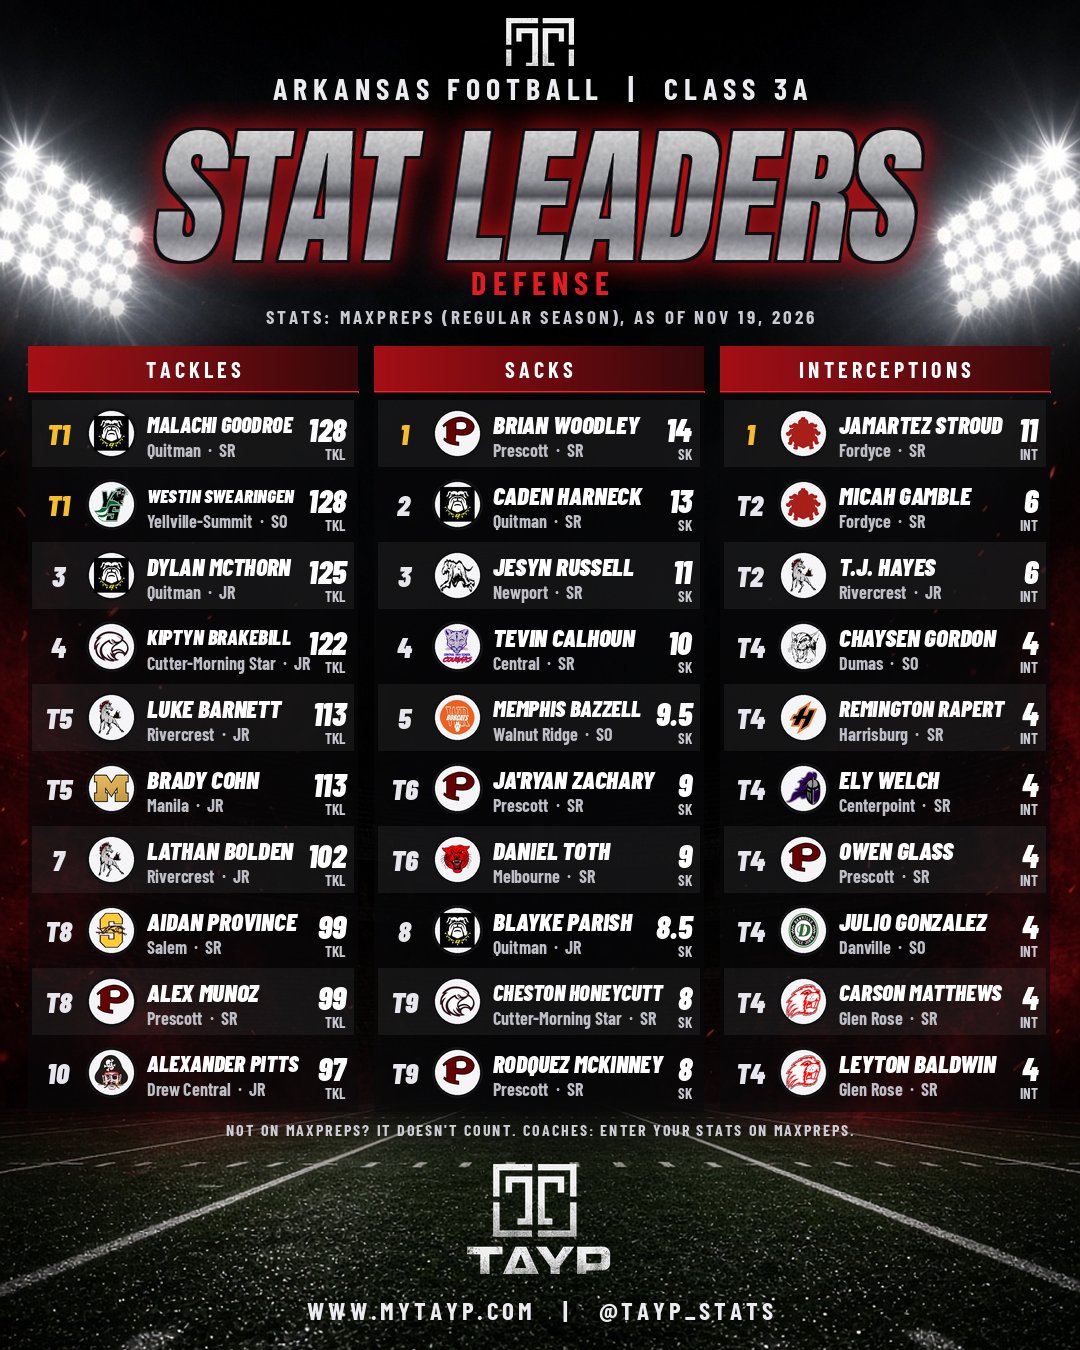 ARKANSAS FOOTBALL | CLASS 3A
STAT LEADERS
DEFENSE
STATS: MAXPREPS (REGULAR SEASON), AS OF NOV 19, 2026
TACKLES
T1 MALACHI GOODROE 128
Quitman · SR TKL
T1 WESTIN SWEARINGEN 128
Yellville-Summit · SO TKL
3 DYLAN MCTHORN 125
Quitman · JR TKL
4 KIPTYN BRAKEBILL 122
Cutter-Morning Star · JR TKL
T5 LUKE BARNETT 113
Rivercrest · JR TKL
T5 BRADY COHN 113
Manila · JR TKL
7 LATHAN BOLDEN 102
Rivercrest · JR TKL
T8 AIDAN PROVINCE 99
Salem · SR TKL
T8 ALEX MUNOZ 99
Prescott · SR TKL
10 ALEXANDER PITTS 97
Drew Central · JR TKL
SACKS
1 BRIAN WOODLEY 14
Prescott · SR SK
2 CADEN HARNECK 13
Quitman · SR SK
3 JESYN RUSSELL 11
Newport · SR SK
4 TEVIN CALHOUN 10
Central · SR SK
5 MEMPHIS BAZZELL 9.5
Walnut Ridge · SO SK
T6 JA'RYAN ZACHARY 9
Prescott · SR SK
T6 DANIEL TOTH 9
Melbourne · SR SK
8 BLAYKE PARISH 8.5
Quitman · JR SK
T9 CHESTON HONEYCUTT 8
Cutter-Morning Star · SR SK
T9 RODQUEZ MCKINNEY 8
Prescott · SR SK
INTERCEPTIONS
1 JAMARTEZ STROUD 11
Fordyce · SR INT
T2 MICAH GAMBLE 6
Fordyce · SR INT
T2 T.J. HAYES 6
Rivercrest · JR INT
T4 CHAYSEN GORDON 4
Dumas · SO INT
T4 REMINGTON RAPERT 4
Harrisburg · SR INT
T4 ELY WELCH 4
Centerpoint · SR INT
T4 OWEN GLASS 4
Prescott · SR INT
T4 JULIO GONZALEZ 4
Danville · SO INT
T4 CARSON MATTHEWS 4
Glen Rose · SR INT
T4 LEYTON BALDWIN 4
Glen Rose · SR INT
NOT ON MAXPREPS? IT DOESN'T COUNT. COACHES: ENTER YOUR STATS ON MAXPREPS.
TAYP
WWW.MYTAYP.COM | @TAYP_STATS